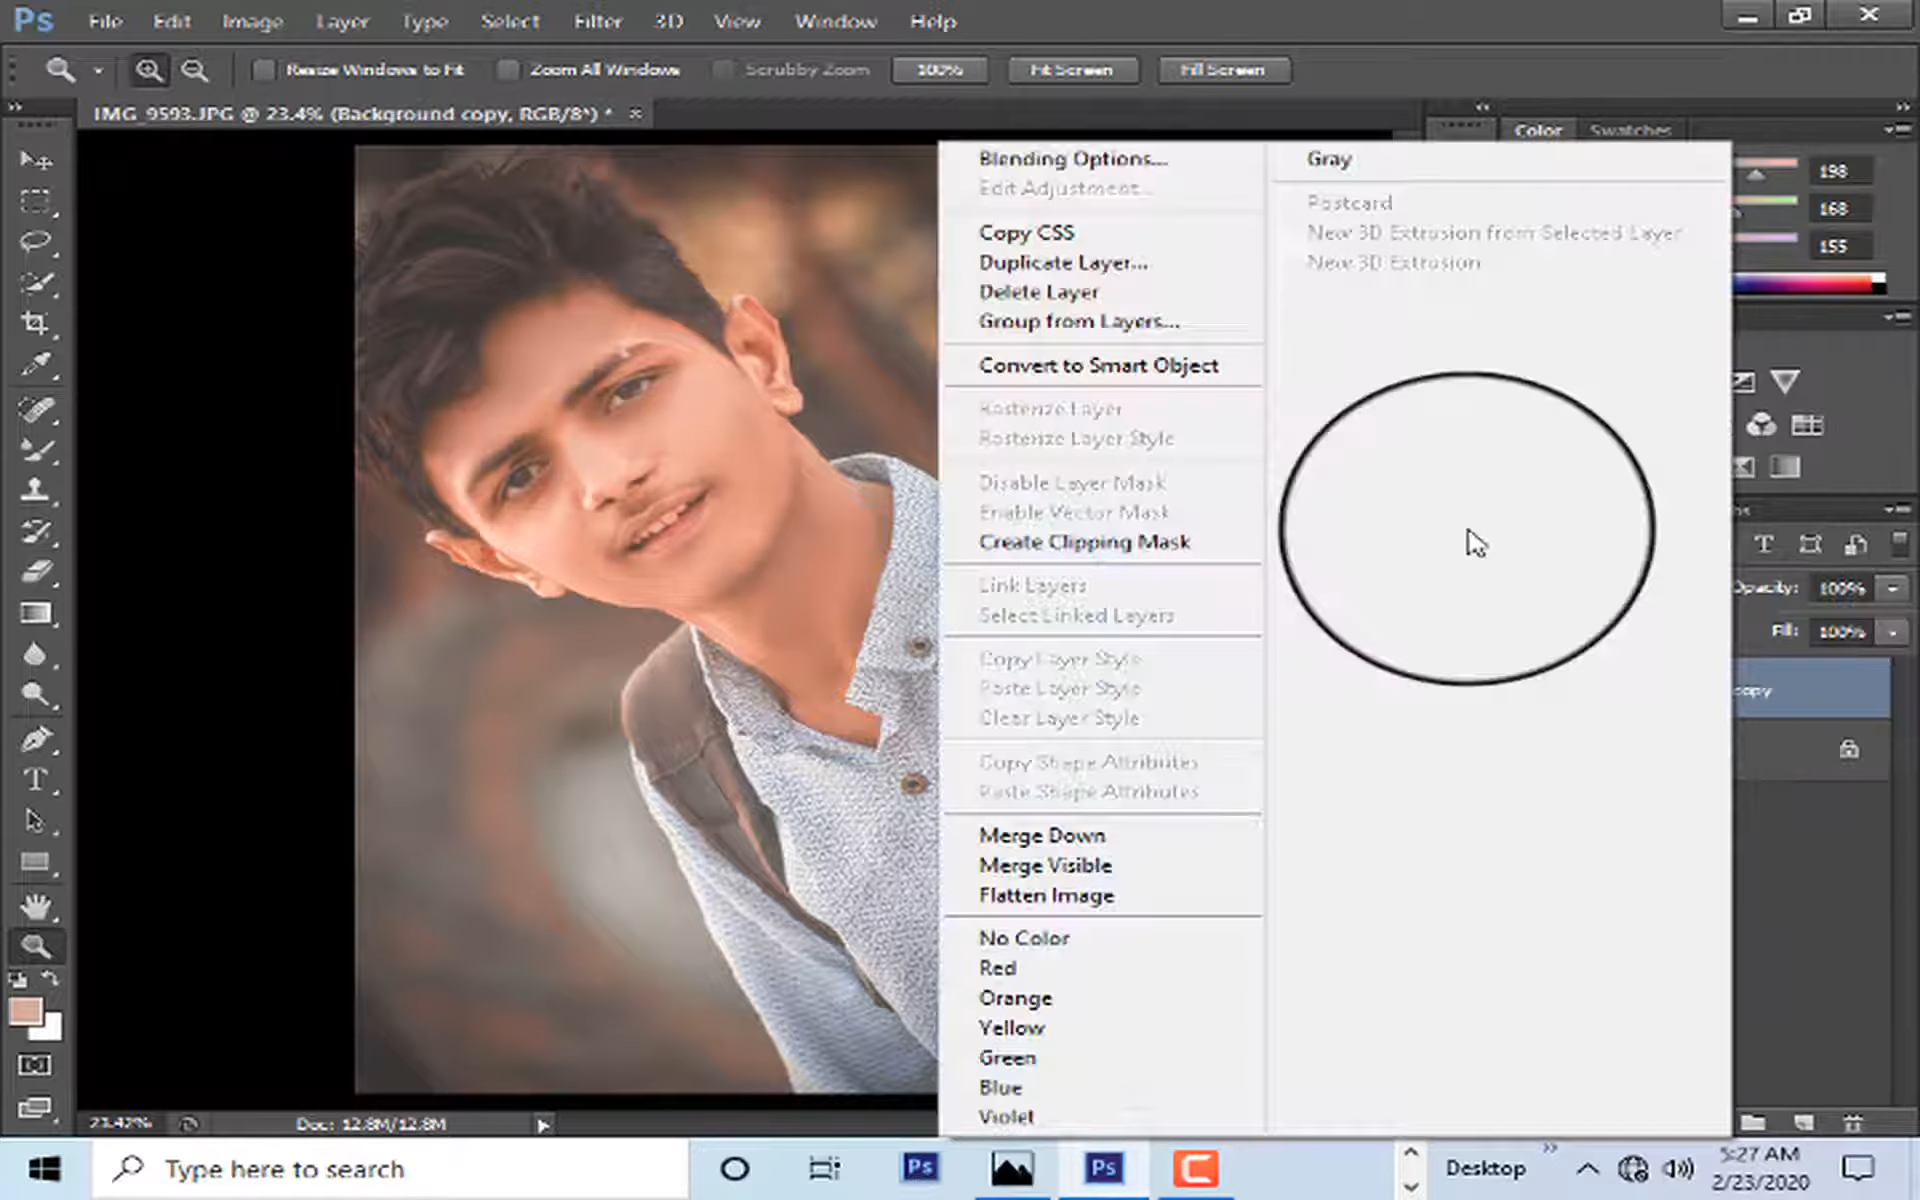 Ps File Edit Image Layer Type Select Filter 3D View Window Help
Resize Windows to Fit Zoom All Windows Scrubby Zoom 100% Fit Screen Fill Screen
IMG_9593.JPG @ 23.4% (Background copy, RGB/8*) * ×
Color Swatches
198
168
155
Blending Options...
Edit Adjustment...
Copy CSS
Duplicate Layer...
Delete Layer
Group from Layers...
Convert to Smart Object
Rasterize Layer
Rasterize Layer Style
Disable Layer Mask
Enable Vector Mask
Create Clipping Mask
Link Layers
Select Linked Layers
Copy Layer Style
Paste Layer Style
Clear Layer Style
Copy Shape Attributes
Paste Shape Attributes
Merge Down
Merge Visible
Flatten Image
No Color
Red
Orange
Yellow
Green
Blue
Violet
Gray
Postcard
New 3D Extrusion from Selected Layer
New 3D Extrusion
Opacity: 100%
Fill: 100%
copy
23.42% Doc: 12.8M/12.8M
Type here to search
Ps
Ps
Desktop
5:27 AM
2/23/2020